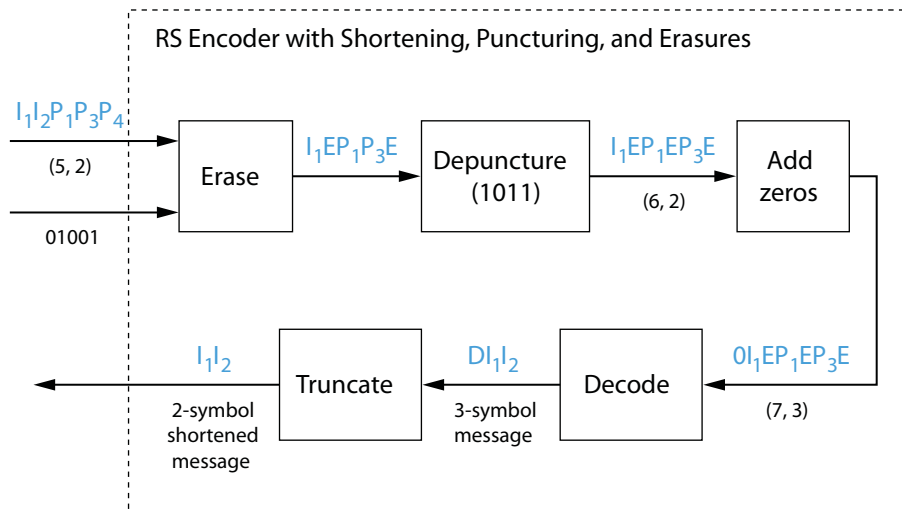 RS Encoder with Shortening, Puncturing, and Erasures
I₁I₂P₁P₃P₄
(5, 2)
01001
Erase
I₁EP₁P₃E
Depuncture
(1011)
I₁EP₁EP₃E
(6, 2)
Add
zeros
0I₁EP₁EP₃E
(7, 3)
Decode
DI₁I₂
3-symbol
message
Truncate
I₁I₂
2-symbol
shortened
message